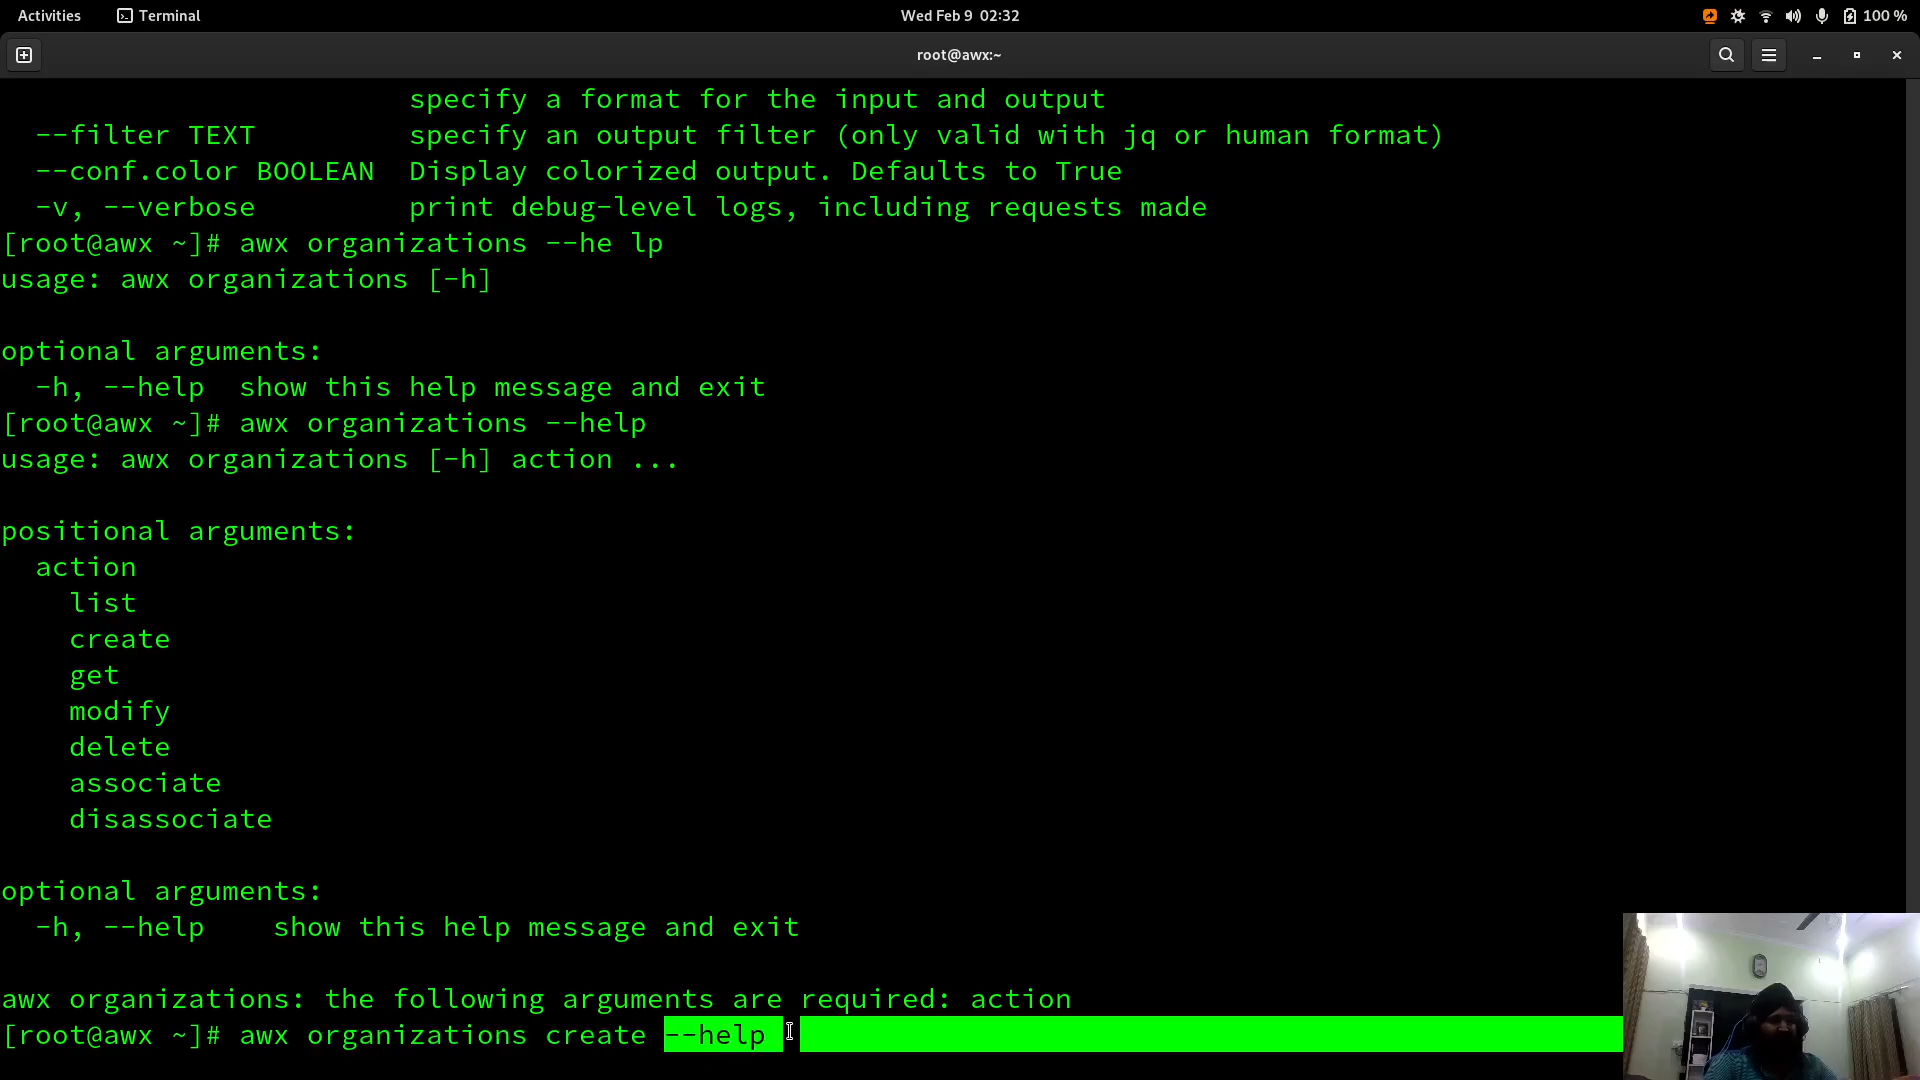 Activities Terminal Wed Feb 9 02:32 100 %
root@awx:~
specify a format for the input and output
--filter TEXT specify an output filter (only valid with jq or human format)
--conf.color BOOLEAN Display colorized output. Defaults to True
-v, --verbose print debug-level logs, including requests made
[root@awx ~]# awx organizations --he lp
usage: awx organizations [-h]
optional arguments:
-h, --help show this help message and exit
[root@awx ~]# awx organizations --help
usage: awx organizations [-h] action ...
positional arguments:
action
list
create
get
modify
delete
associate
disassociate
optional arguments:
-h, --help show this help message and exit
awx organizations: the following arguments are required: action
[root@awx ~]# awx organizations create --help